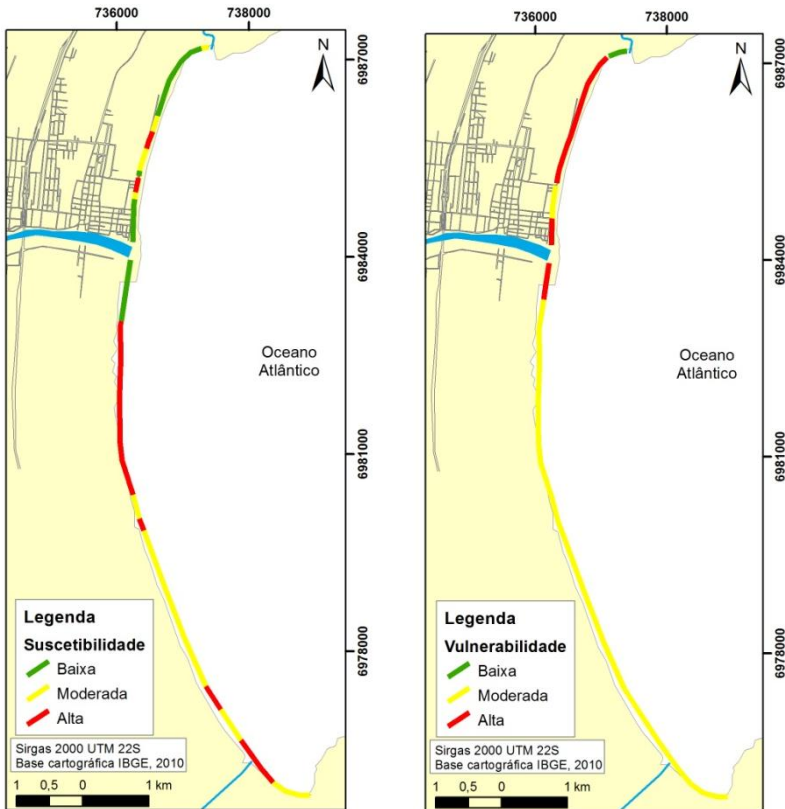 736000 738000
N
6987000
6984000
Oceano
Atlântico
6981000
6978000
Legenda
Suscetibilidade
Baixa
Moderada
Alta
Sirgas 2000 UTM 22S
Base cartográfica IBGE, 2010
1 0,5 0 1 km
736000 738000
N
6987000
6984000
Oceano
Atlântico
6981000
6978000
Legenda
Vulnerabilidade
Baixa
Moderada
Alta
Sirgas 2000 UTM 22S
Base cartográfica IBGE, 2010
1 0,5 0 1 km